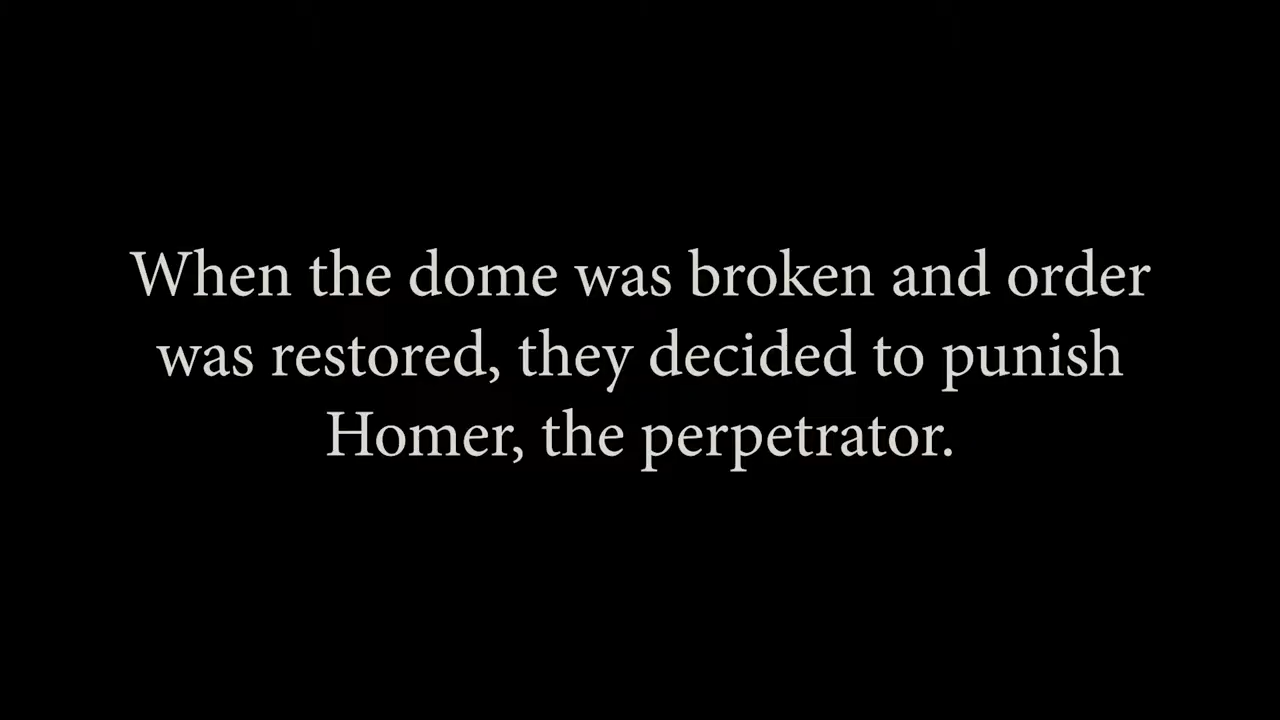 When the dome was broken and order
was restored, they decided to punish
Homer, the perpetrator.